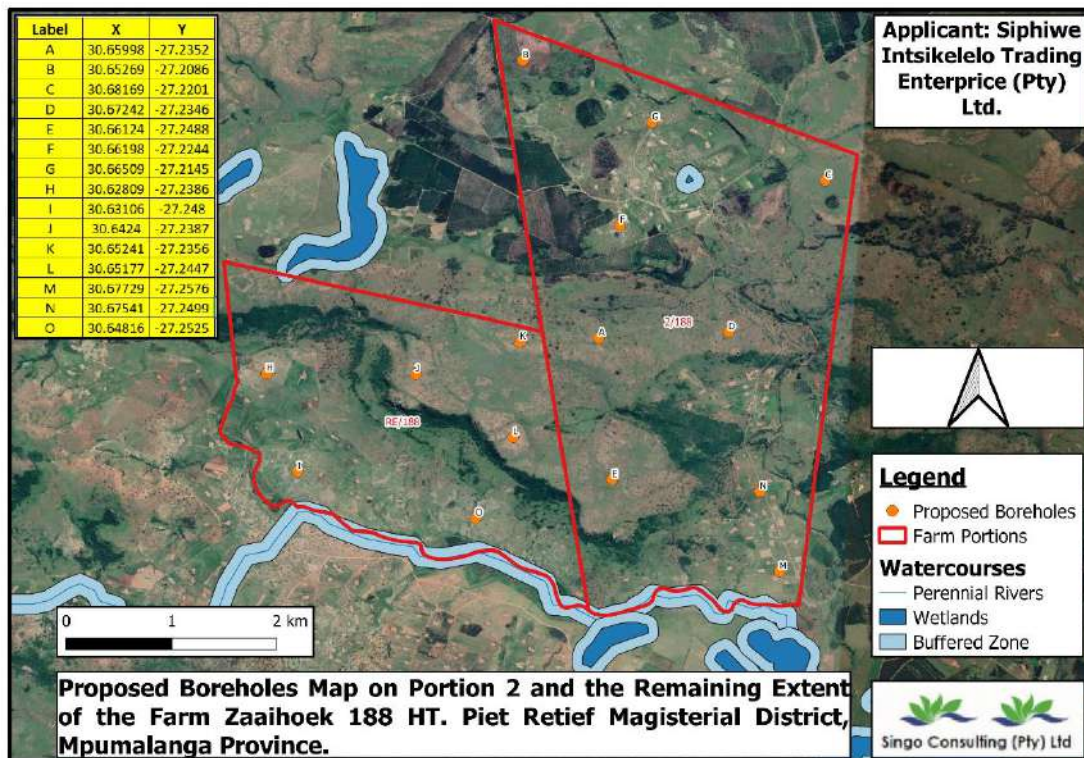 Label X Y
A 30.65998 -27.2352
B 30.65269 -27.2086
C 30.68169 -27.2201
D 30.67242 -27.2346
E 30.66124 -27.2488
F 30.66198 -27.2244
G 30.66509 -27.2145
H 30.62809 -27.2386
I 30.63106 -27.248
J 30.6424 -27.2387
K 30.65241 -27.2356
L 30.65177 -27.2447
M 30.67729 -27.2576
N 30.67541 -27.2499
O 30.64816 -27.2525
Applicant: Siphiwe
Intsikelelo Trading
Enterprice (Pty)
Ltd.
B
G
C
F
A
2/188
D
K
H
J
RE/188
L
I
E
N
O
M
Legend
Proposed Boreholes
Farm Portions
Watercourses
Perennial Rivers
Wetlands
Buffered Zone
0 1 2 km
Proposed Boreholes Map on Portion 2 and the Remaining Extent
of the Farm Zaaihoek 188 HT. Piet Retief Magisterial District,
Mpumalanga Province.
Singo Consulting (Pty) Ltd